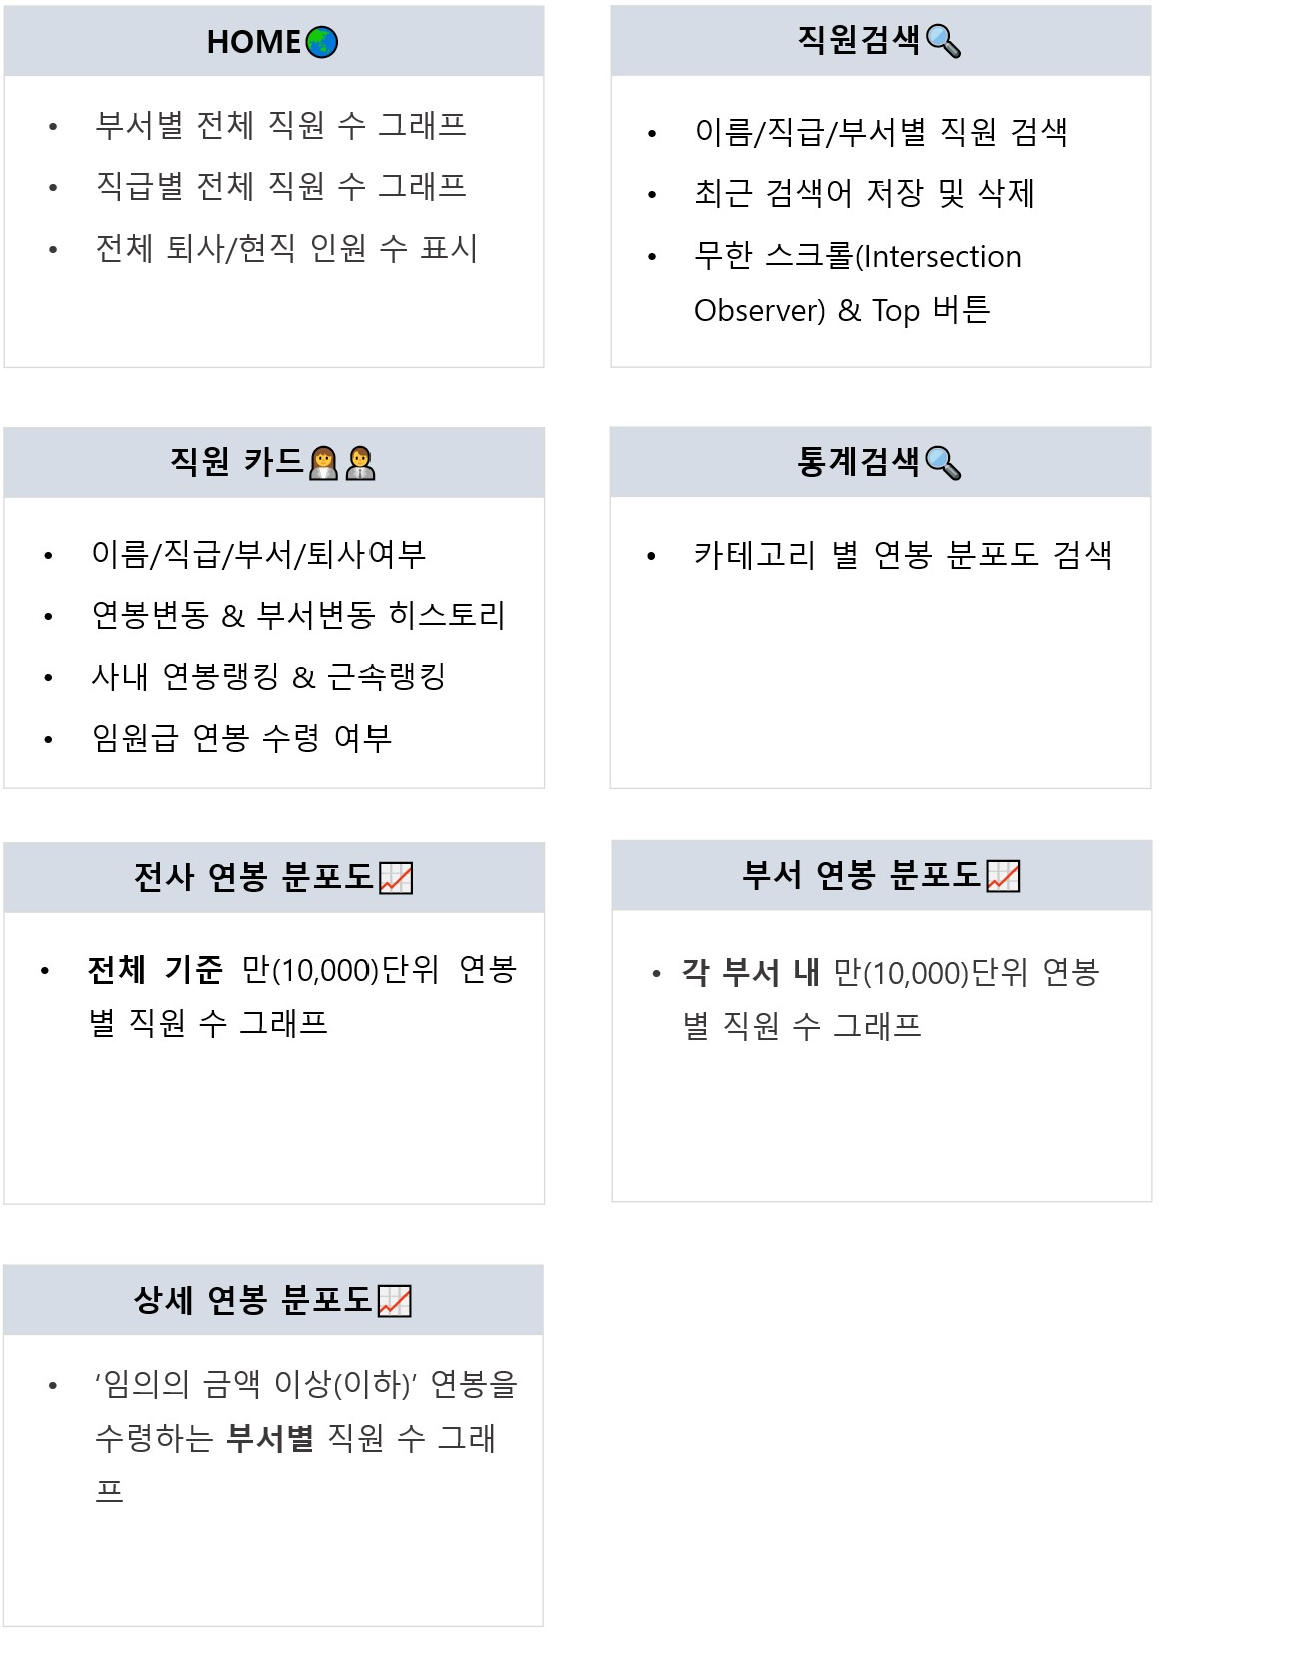 HOME🌏
• 부서별 전체 직원 수 그래프
• 직급별 전체 직원 수 그래프
• 전체 퇴사/현직 인원 수 표시
직원검색🔍
• 이름/직급/부서별 직원 검색
• 최근 검색어 저장 및 삭제
• 무한 스크롤(Intersection
Observer) & Top 버튼
직원 카드👩‍💼👨‍💼
• 이름/직급/부서/퇴사여부
• 연봉변동 & 부서변동 히스토리
• 사내 연봉랭킹 & 근속랭킹
• 임원급 연봉 수령 여부
통계검색🔍
• 카테고리 별 연봉 분포도 검색
전사 연봉 분포도📈
• 전체 기준 만(10,000)단위 연봉
별 직원 수 그래프
부서 연봉 분포도📈
• 각 부서 내 만(10,000)단위 연봉
별 직원 수 그래프
상세 연봉 분포도📈
• ‘임의의 금액 이상(이하)’ 연봉을
수령하는 부서별 직원 수 그래
프